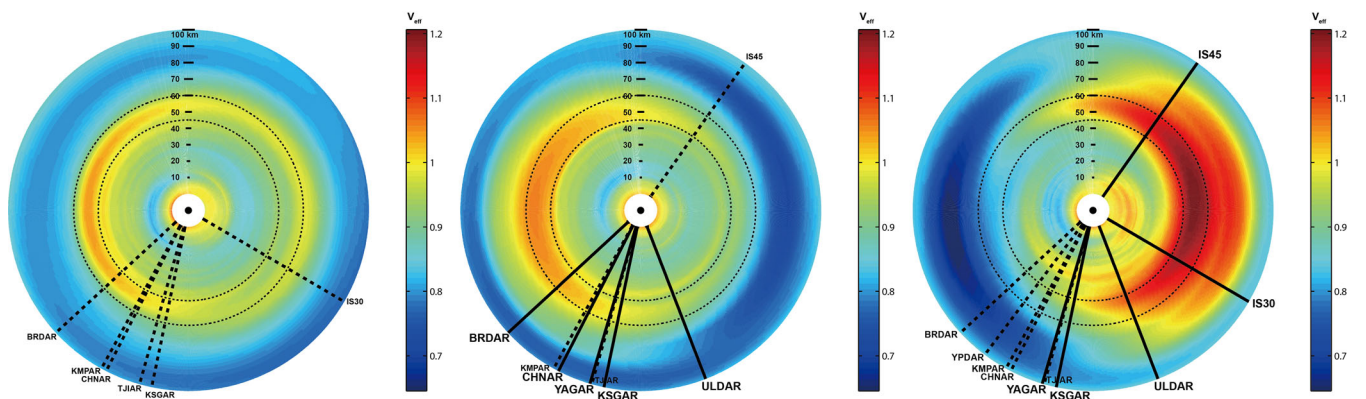 100 km
90
80
70
60
50
40
30
20
10
BRDAR
KMPAR
CHNAR
TJIAR
KSGAR
IS30
Veff
1.2
1.1
1
0.9
0.8
0.7
100 km
90
80
70
60
50
40
30
20
10
IS45
BRDAR
KMPAR
CHNAR
YAGAR
TJIAR
KSGAR
ULDAR
Veff
1.2
1.1
1
0.9
0.8
0.7
100 km
90
80
70
60
50
40
30
20
10
IS45
IS30
BRDAR
YPDAR
KMPAR
CHNAR
YAGAR
TJIAR
KSGAR
ULDAR
Veff
1.2
1.1
1
0.9
0.8
0.7